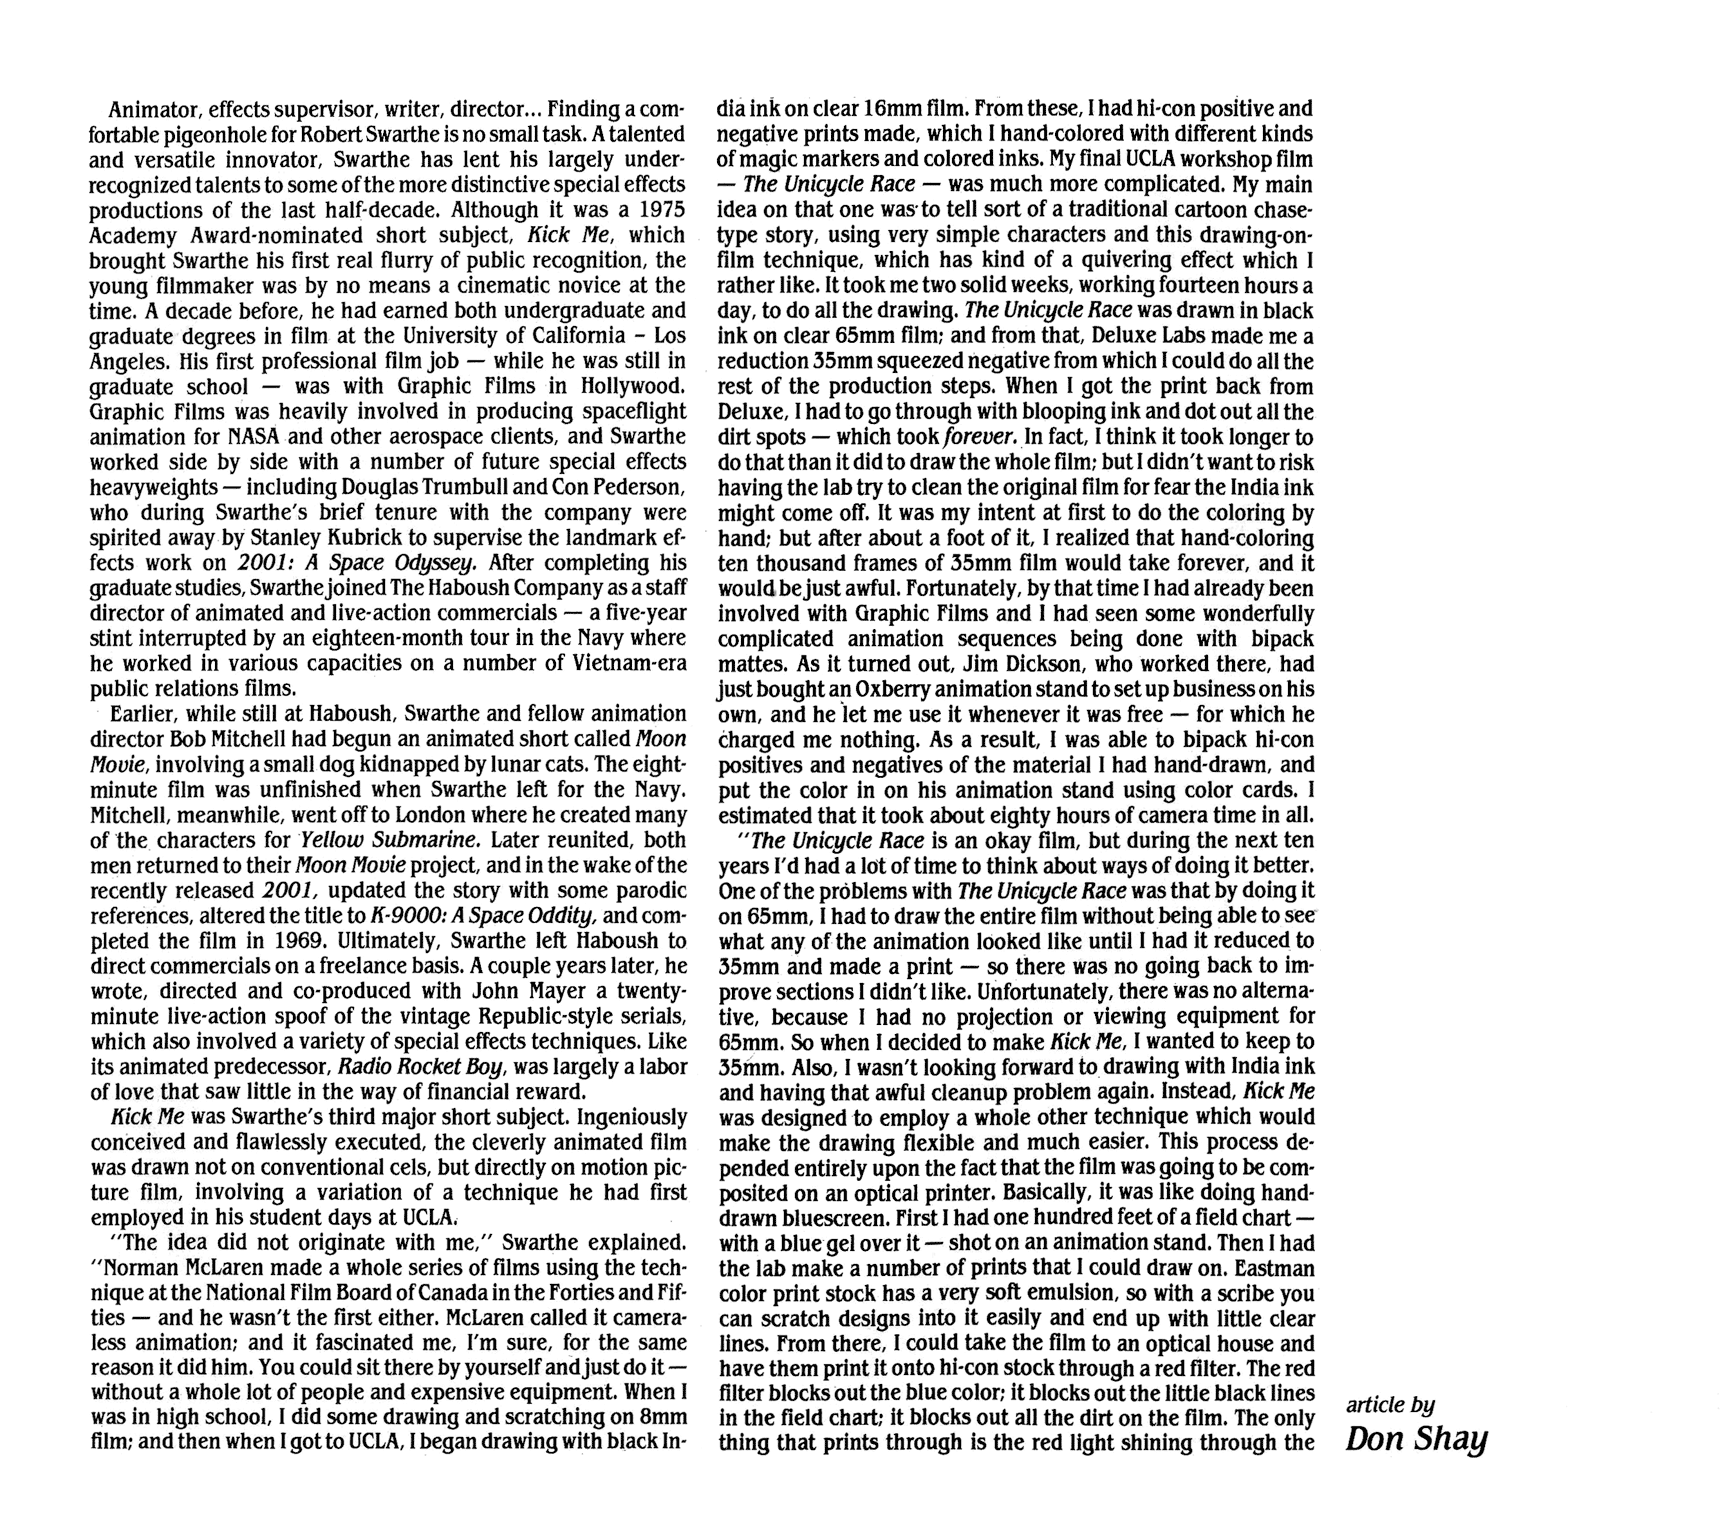 Animator, effects supervisor, writer, director... Finding a com-
fortable pigeonhole for Robert Swarthe is no small task. A talented
and versatile innovator, Swarthe has lent his largely under-
recognized talents to some of the more distinctive special effects
productions of the last half-decade. Although it was a 1975
Academy Award-nominated short subject, Kick Me, which
brought Swarthe his first real flurry of public recognition, the
young filmmaker was by no means a cinematic novice at the
time. A decade before, he had earned both undergraduate and
graduate degrees in film at the University of California – Los
Angeles. His first professional film job — while he was still in
graduate school — was with Graphic Films in Hollywood.
Graphic Films was heavily involved in producing spaceflight
animation for NASA and other aerospace clients, and Swarthe
worked side by side with a number of future special effects
heavyweights — including Douglas Trumbull and Con Pederson,
who during Swarthe's brief tenure with the company were
spirited away by Stanley Kubrick to supervise the landmark ef-
fects work on 2001: A Space Odyssey. After completing his
graduate studies, Swarthe joined The Haboush Company as a staff
director of animated and live-action commercials — a five-year
stint interrupted by an eighteen-month tour in the Navy where
he worked in various capacities on a number of Vietnam-era
public relations films.
Earlier, while still at Haboush, Swarthe and fellow animation
director Bob Mitchell had begun an animated short called Moon
Movie, involving a small dog kidnapped by lunar cats. The eight-
minute film was unfinished when Swarthe left for the Navy.
Mitchell, meanwhile, went off to London where he created many
of the characters for Yellow Submarine. Later reunited, both
men returned to their Moon Movie project, and in the wake of the
recently released 2001, updated the story with some parodic
references, altered the title to K-9000: A Space Oddity, and com-
pleted the film in 1969. Ultimately, Swarthe left Haboush to
direct commercials on a freelance basis. A couple years later, he
wrote, directed and co-produced with John Mayer a twenty-
minute live-action spoof of the vintage Republic-style serials,
which also involved a variety of special effects techniques. Like
its animated predecessor, Radio Rocket Boy, was largely a labor
of love that saw little in the way of financial reward.
Kick Me was Swarthe's third major short subject. Ingeniously
conceived and flawlessly executed, the cleverly animated film
was drawn not on conventional cels, but directly on motion pic-
ture film, involving a variation of a technique he had first
employed in his student days at UCLA.
"The idea did not originate with me," Swarthe explained.
"Norman McLaren made a whole series of films using the tech-
nique at the National Film Board of Canada in the Forties and Fif-
ties — and he wasn't the first either. McLaren called it camera-
less animation; and it fascinated me, I'm sure, for the same
reason it did him. You could sit there by yourself and just do it —
without a whole lot of people and expensive equipment. When I
was in high school, I did some drawing and scratching on 8mm
film; and then when I got to UCLA, I began drawing with black In-
dia ink on clear 16mm film. From these, I had hi-con positive and
negative prints made, which I hand-colored with different kinds
of magic markers and colored inks. My final UCLA workshop film
— The Unicycle Race — was much more complicated. My main
idea on that one was to tell sort of a traditional cartoon chase-
type story, using very simple characters and this drawing-on-
film technique, which has kind of a quivering effect which I
rather like. It took me two solid weeks, working fourteen hours a
day, to do all the drawing. The Unicycle Race was drawn in black
ink on clear 65mm film; and from that, Deluxe Labs made me a
reduction 35mm squeezed negative from which I could do all the
rest of the production steps. When I got the print back from
Deluxe, I had to go through with blooping ink and dot out all the
dirt spots — which took forever. In fact, I think it took longer to
do that than it did to draw the whole film; but I didn't want to risk
having the lab try to clean the original film for fear the India ink
might come off. It was my intent at first to do the coloring by
hand; but after about a foot of it, I realized that hand-coloring
ten thousand frames of 35mm film would take forever, and it
would be just awful. Fortunately, by that time I had already been
involved with Graphic Films and I had seen some wonderfully
complicated animation sequences being done with bipack
mattes. As it turned out, Jim Dickson, who worked there, had
just bought an Oxberry animation stand to set up business on his
own, and he let me use it whenever it was free — for which he
charged me nothing. As a result, I was able to bipack hi-con
positives and negatives of the material I had hand-drawn, and
put the color in on his animation stand using color cards. I
estimated that it took about eighty hours of camera time in all.
"The Unicycle Race is an okay film, but during the next ten
years I'd had a lot of time to think about ways of doing it better.
One of the problems with The Unicycle Race was that by doing it
on 65mm, I had to draw the entire film without being able to see
what any of the animation looked like until I had it reduced to
35mm and made a print — so there was no going back to im-
prove sections I didn't like. Unfortunately, there was no alterna-
tive, because I had no projection or viewing equipment for
65mm. So when I decided to make Kick Me, I wanted to keep to
35mm. Also, I wasn't looking forward to drawing with India ink
and having that awful cleanup problem again. Instead, Kick Me
was designed to employ a whole other technique which would
make the drawing flexible and much easier. This process de-
pended entirely upon the fact that the film was going to be com-
posited on an optical printer. Basically, it was like doing hand-
drawn bluescreen. First I had one hundred feet of a field chart —
with a blue gel over it — shot on an animation stand. Then I had
the lab make a number of prints that I could draw on. Eastman
color print stock has a very soft emulsion, so with a scribe you
can scratch designs into it easily and end up with little clear
lines. From there, I could take the film to an optical house and
have them print it onto hi-con stock through a red filter. The red
filter blocks out the blue color; it blocks out the little black lines
in the field chart; it blocks out all the dirt on the film. The only
thing that prints through is the red light shining through the
article by
Don Shay